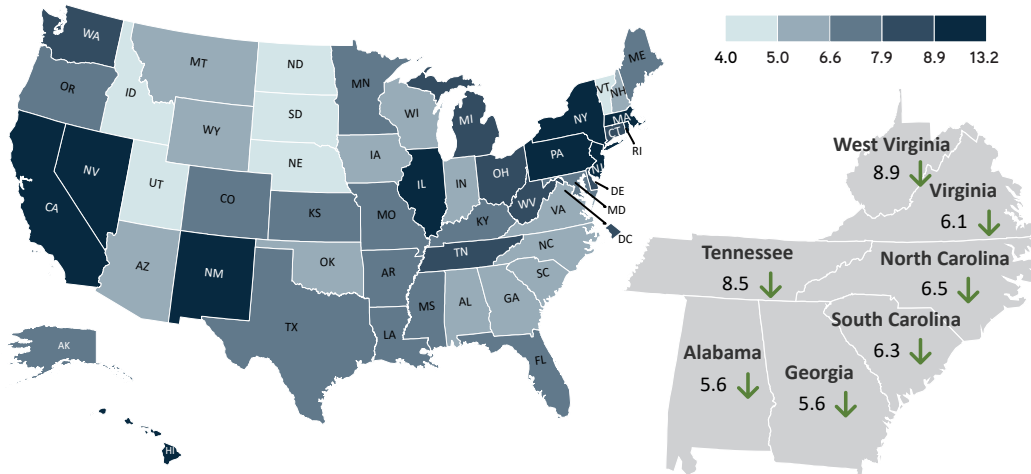 4.0 5.0 6.6 7.9 8.9 13.2
WA
OR
ID
MT
ND
SD
WY
NE
NV
UT
CO
CA
AZ
NM
KS
OK
TX
MN
IA
MO
AR
LA
WI
IL
MI
IN
OH
KY
TN
MS
AL
GA
FL
SC
NC
VA
WV
PA
NY
VT
NH
ME
MA
CT
RI
NJ
DE
MD
DC
AK
HI
West Virginia
8.9
Virginia
6.1
Tennessee
8.5
North Carolina
6.5
South Carolina
6.3
Alabama
5.6
Georgia
5.6